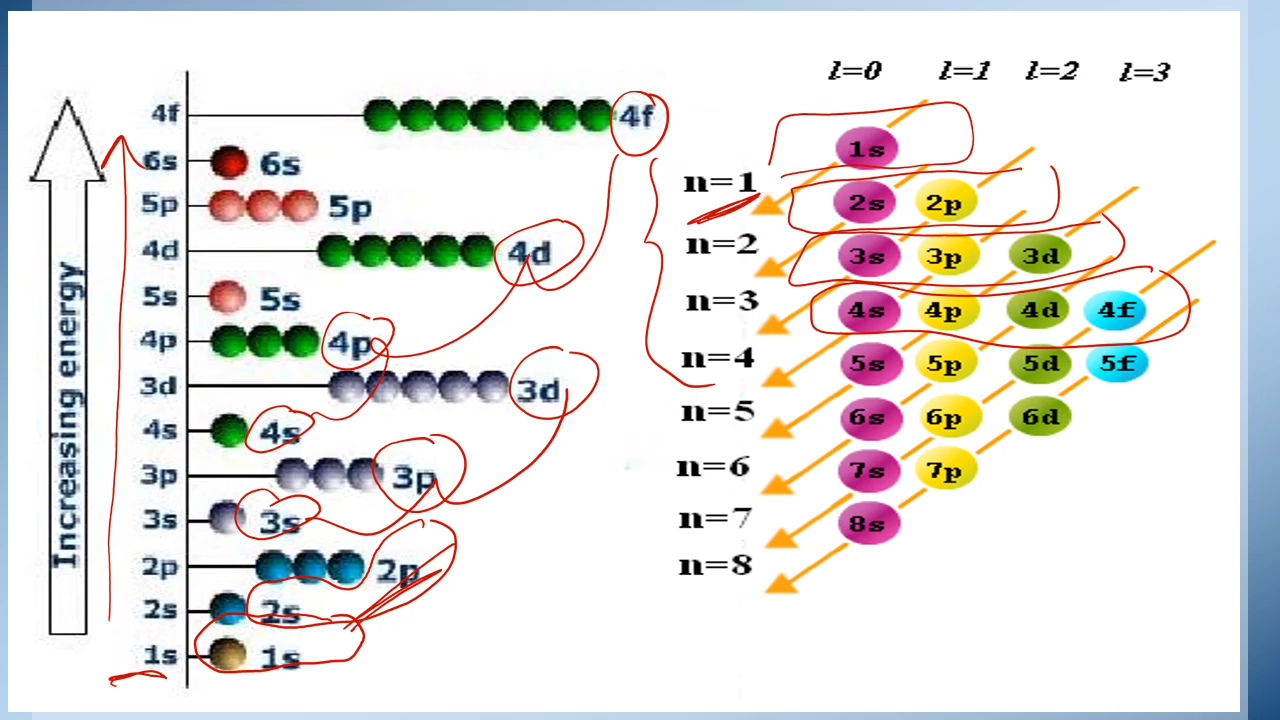 Increasing energy
4f 4f
6s 6s
5p 5p
4d 4d
5s 5s
4p 4p
3d 3d
4s 4s
3p 3p
3s 3s
2p 2p
2s 2s
1s 1s
l=0 l=1 l=2 l=3
1s
n=1
2s 2p
n=2
3s 3p 3d
n=3
4s 4p 4d 4f
n=4
5s 5p 5d 5f
n=5
6s 6p 6d
n=6
7s 7p
n=7
8s
n=8